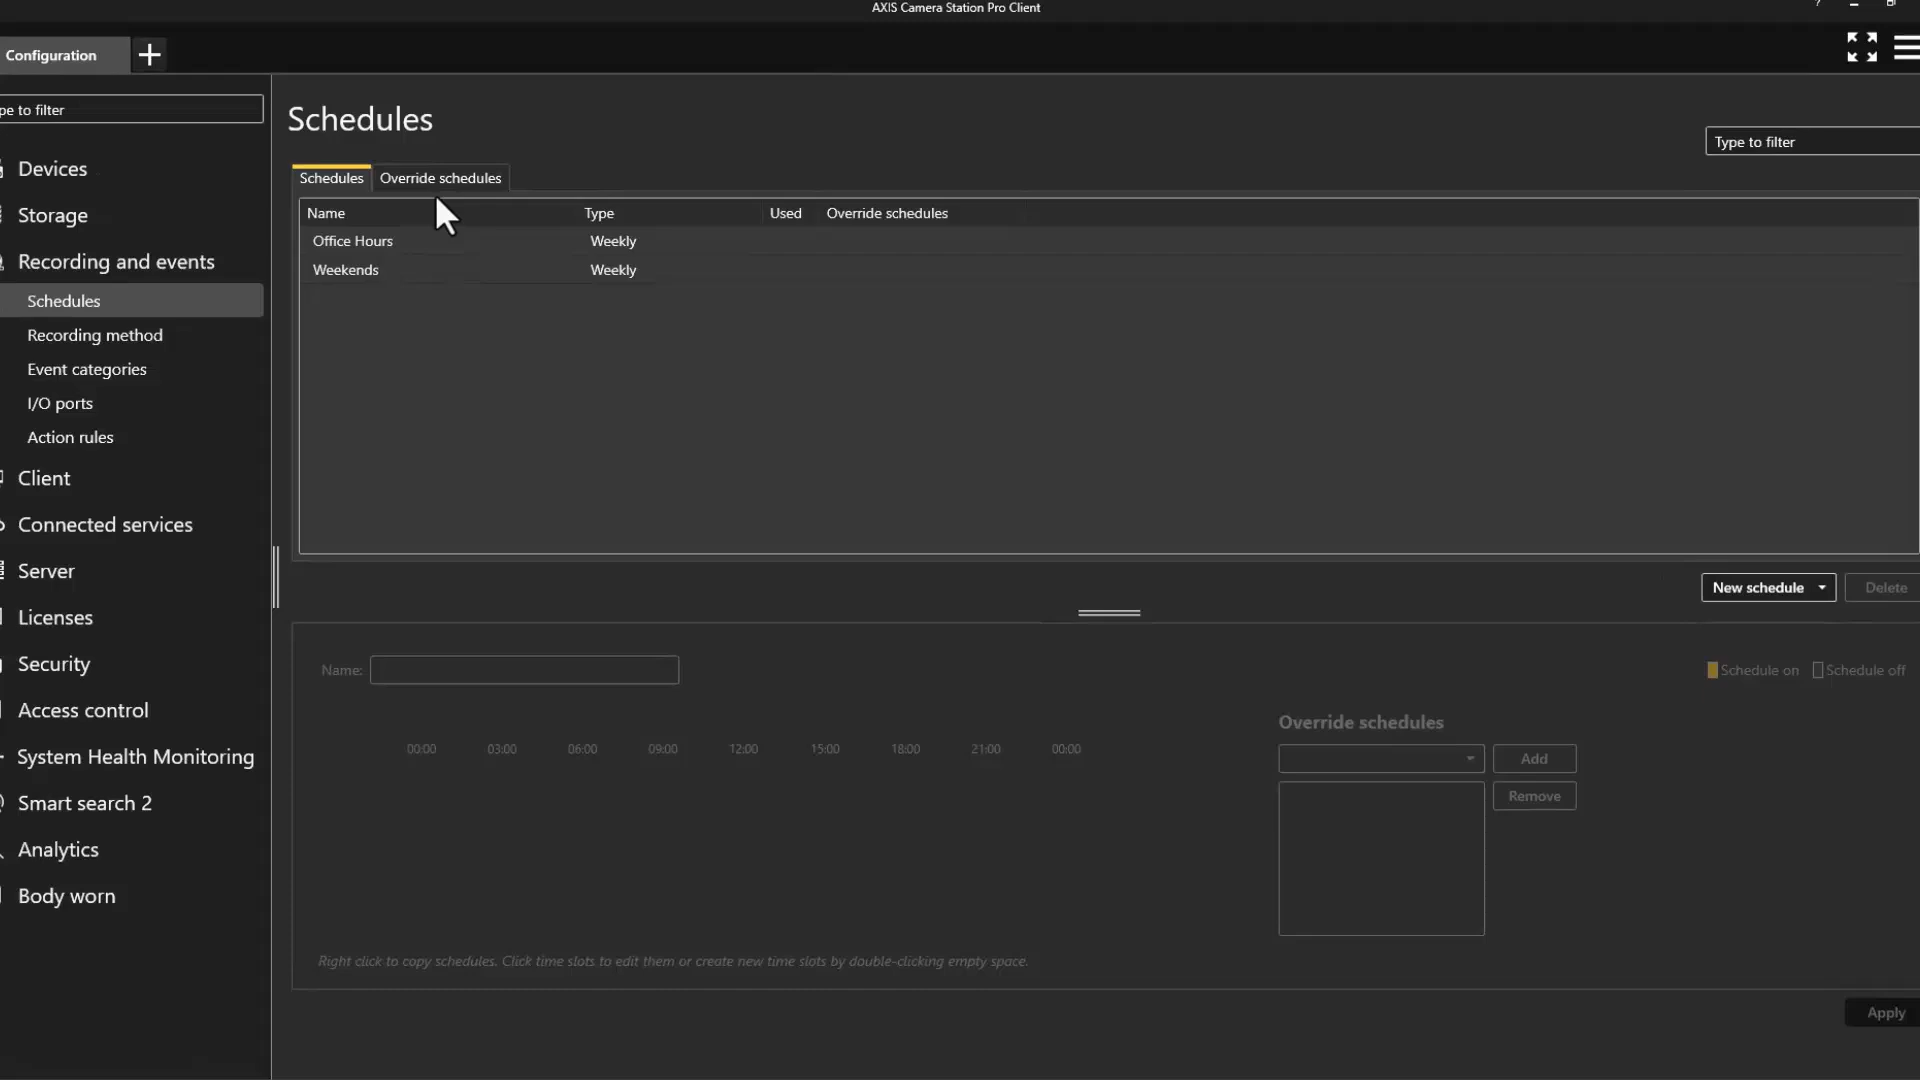 AXIS Camera Station Pro Client
?
Configuration
pe to filter
Devices
Storage
Recording and events
Schedules
Recording method
Event categories
I/O ports
Action rules
Client
Connected services
Server
Licenses
Security
Access control
System Health Monitoring
Smart search 2
Analytics
Body worn
Schedules
Type to filter
Schedules Override schedules
Name Type Used Override schedules
Office Hours Weekly
Weekends Weekly
New schedule Delete
Name: Schedule on Schedule off
Override schedules
00:00 03:00 06:00 09:00 12:00 15:00 18:00 21:00 00:00
Add
Remove
Right click to copy schedules. Click time slots to edit them or create new time slots by double-clicking empty space.
Apply